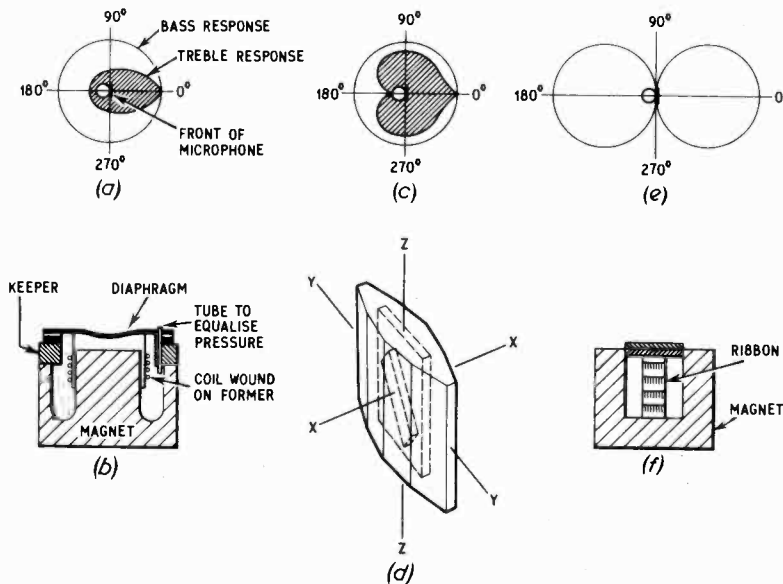 90°
BASS RESPONSE
TREBLE RESPONSE
180°
0°
FRONT OF
MICROPHONE
270°
(a)
90°
180°
0°
270°
(c)
90°
180°
0
270°
(e)
KEEPER
DIAPHRAGM
TUBE TO
EQUALISE
PRESSURE
COIL WOUND
ON FORMER
MAGNET
(b)
Z
Y
X
X
Y
Z
(d)
RIBBON
MAGNET
(f)